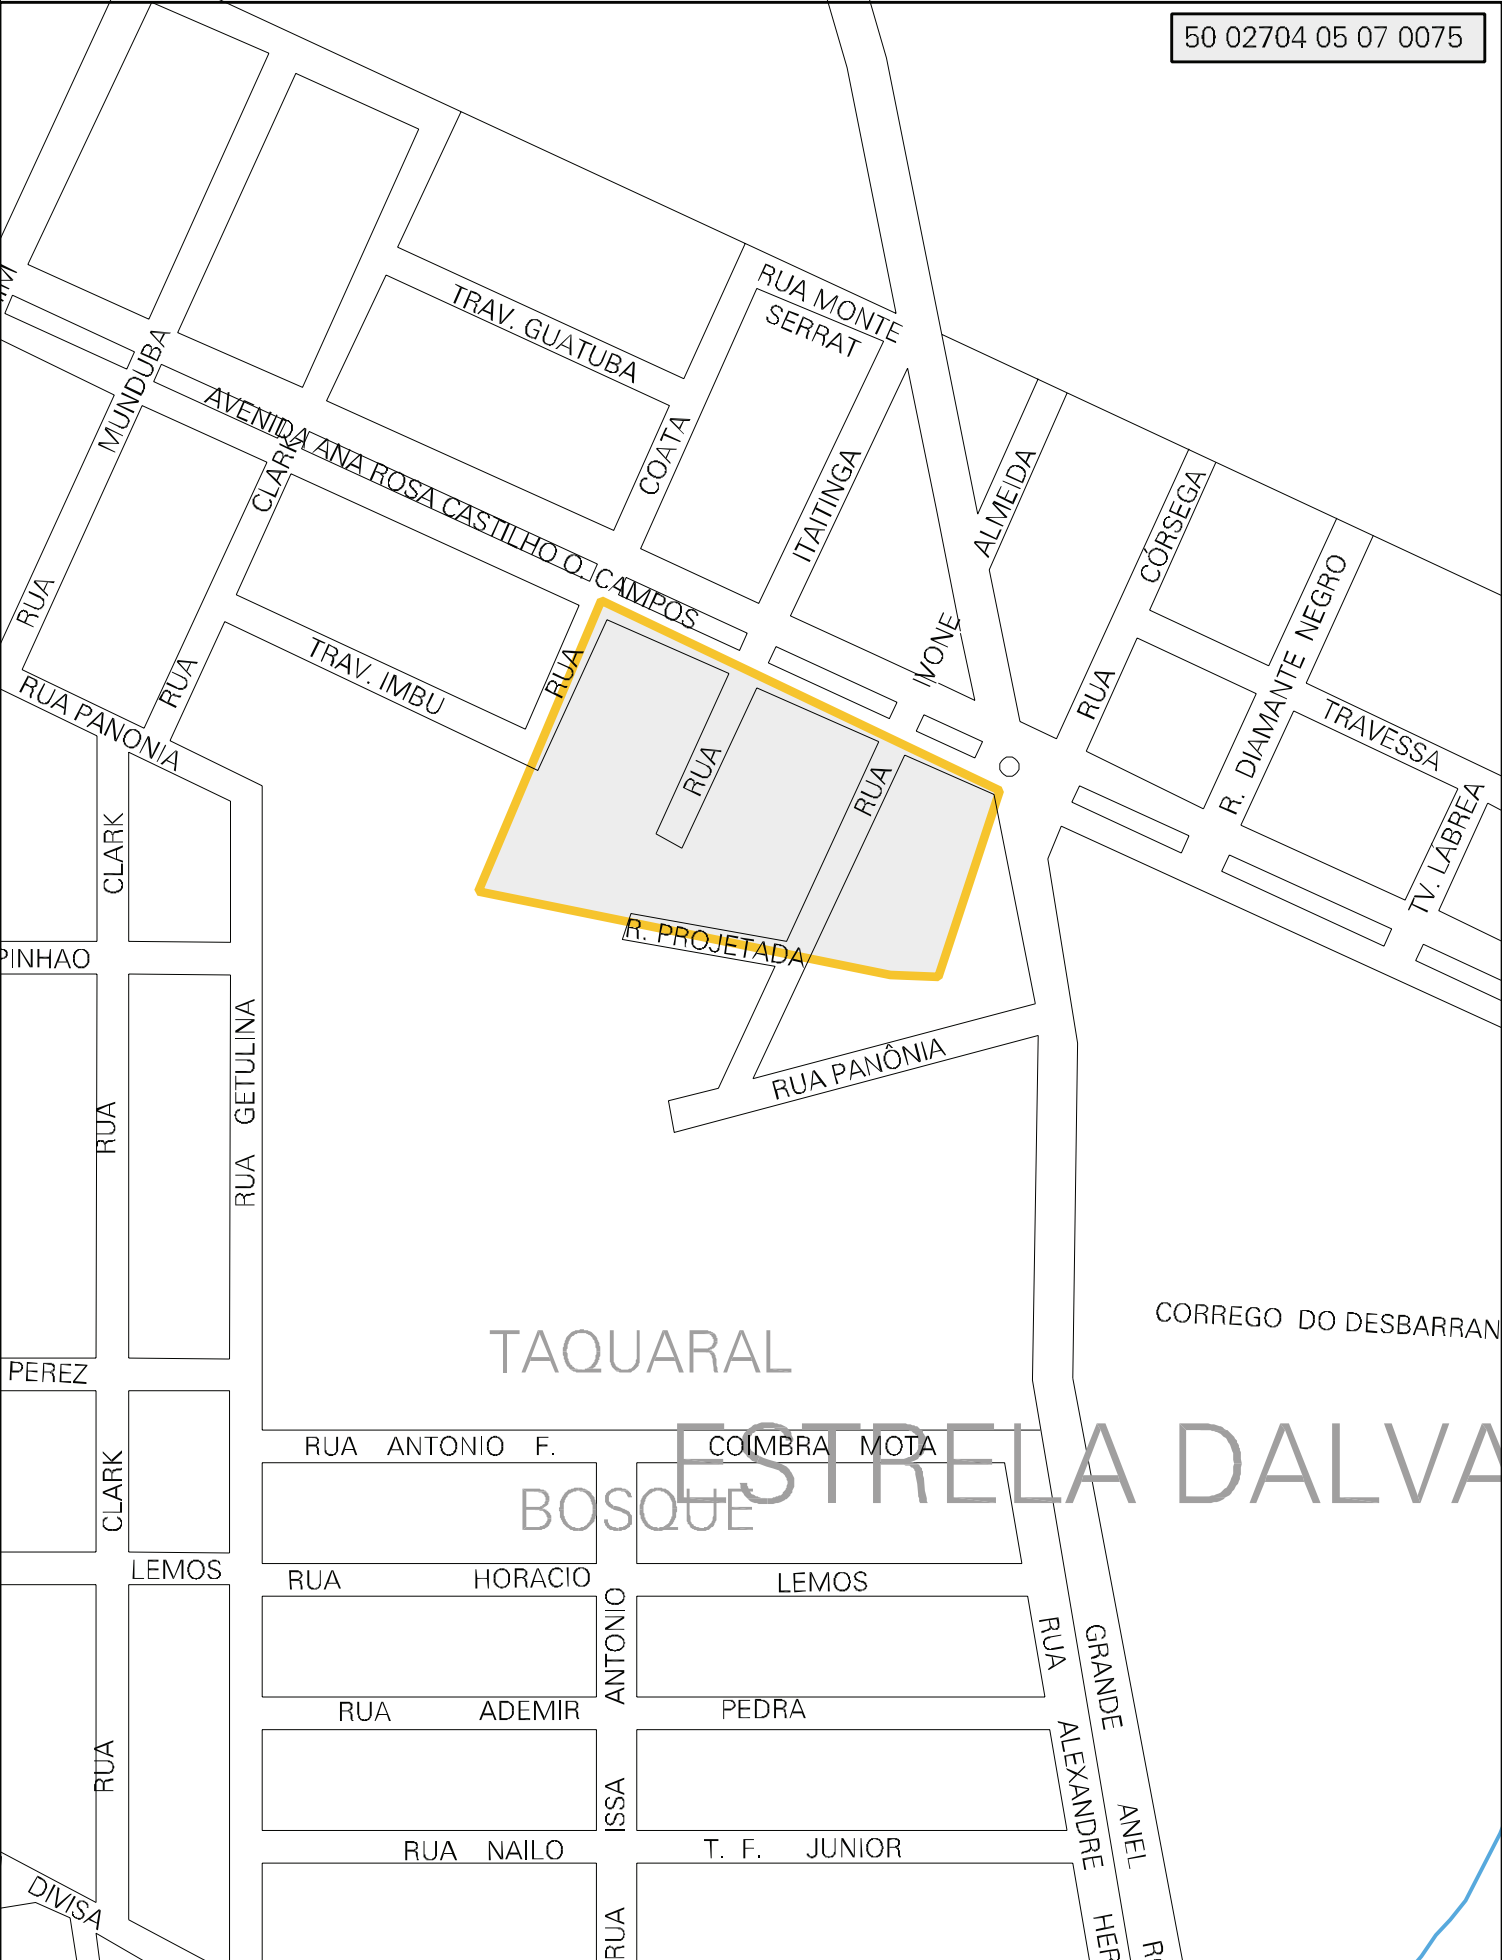 50 02704 05 07 0075
RUA MONTE
SERRAT
TRAV. GUATUBA
MUNDUBA
AVENIDA ANA ROSA CASTILHO O. CAMPOS
CLARK
COATA
ITAITINGA
ALMEIDA
CÓRSEGA
R. DIAMANTE NEGRO
RUA
TRAV. IMBU
RUA
RUA
IVONE
RUA
TRAVESSA
RUA PANONIA
RUA
RUA
TV. LÁBREA
CLARK
R. PROJETADA
PINHAO
RUA GETULINA
RUA PANÔNIA
RUA
CORREGO DO DESBARRAN
TAQUARAL
PEREZ
ESTRELA DALVA
RUA ANTONIO F. COIMBRA MOTA
CLARK
BOSQUE
LEMOS
RUA HORACIO LEMOS
RUA ISSA ANTONIO
RUA ADEMIR PEDRA
RUA ALEXANDRE HER
GRANDE ANEL
RUA
RUA NAILO T. F. JUNIOR
DIVISA